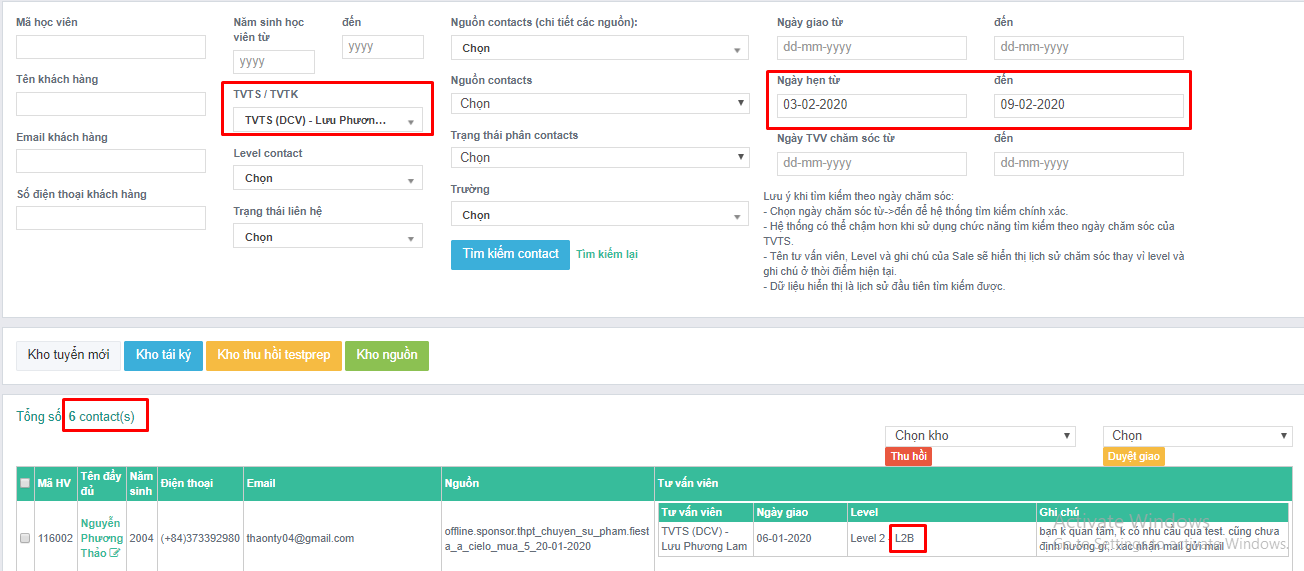 Mã học viên
Tên khách hàng
Email khách hàng
Số điện thoại khách hàng
Năm sinh học
viên từ
yyyy
đến
yyyy
TVTS / TVTK
TVTS (DCV) - Lưu Phươn...
Level contact
Chọn
Trạng thái liên hệ
Chọn
Nguồn contacts (chi tiết các nguồn):
Chọn
Nguồn contacts
Chọn
Trạng thái phân contacts
Chọn
Trường
Chọn
Tìm kiếm contact Tìm kiếm lại
Ngày giao từ đến
dd-mm-yyyy dd-mm-yyyy
Ngày hẹn từ đến
03-02-2020 09-02-2020
Ngày TVV chăm sóc từ đến
dd-mm-yyyy dd-mm-yyyy
Lưu ý khi tìm kiếm theo ngày chăm sóc:
- Chọn ngày chăm sóc từ->đến để hệ thống tìm kiếm chính xác.
- Hệ thống có thể chậm hơn khi sử dụng chức năng tìm kiếm theo ngày chăm sóc của
TVTS.
- Tên tư vấn viên, Level và ghi chú của Sale sẽ hiển thị lịch sử chăm sóc thay vì level và
ghi chú ở thời điểm hiện tại.
- Dữ liệu hiển thị là lịch sử đầu tiên tìm kiếm được.
Kho tuyển mới Kho tái ký Kho thu hồi testprep Kho nguồn
Tổng số 6 contact(s)
Chọn kho Chọn
Thu hồi Duyệt giao
Mã HV
Tên đầy
đủ
Năm
sinh
Điện thoại
Email
Nguồn
Tư vấn viên
116002
Nguyễn
Phương
Thảo
2004
(+84)373392980
thaonty04@gmail.com
offline.sponsor.thpt_chuyen_su_pham.fiest
a_a_cielo_mua_5_20-01-2020
Tư vấn viên Ngày giao Level Ghi chú
TVTS (DCV) -
Lưu Phương Lam
06-01-2020
Level 2 - L2B
bạn k quan tâm, k có nhu cầu qua test. cũng chưa
định hướng gì, . xác nhận mail gửi mail
Activate Windows
Go to Settings to activate Windows.